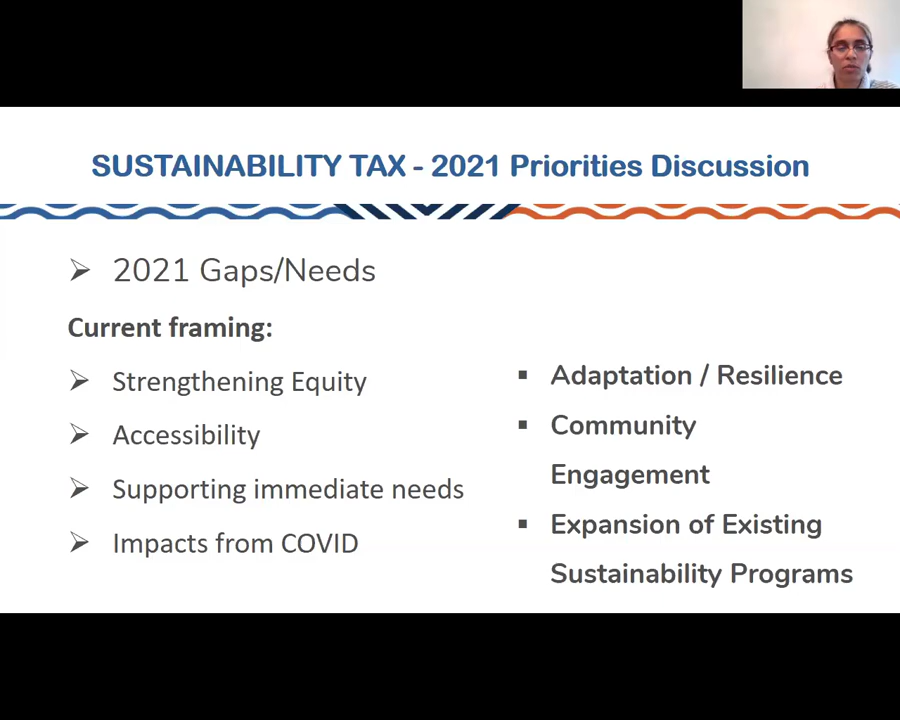 SUSTAINABILITY TAX - 2021 Priorities Discussion
2021 Gaps/Needs
Current framing:
Strengthening Equity
Accessibility
Supporting immediate needs
Impacts from COVID
Adaptation / Resilience
Community
Engagement
Expansion of Existing
Sustainability Programs